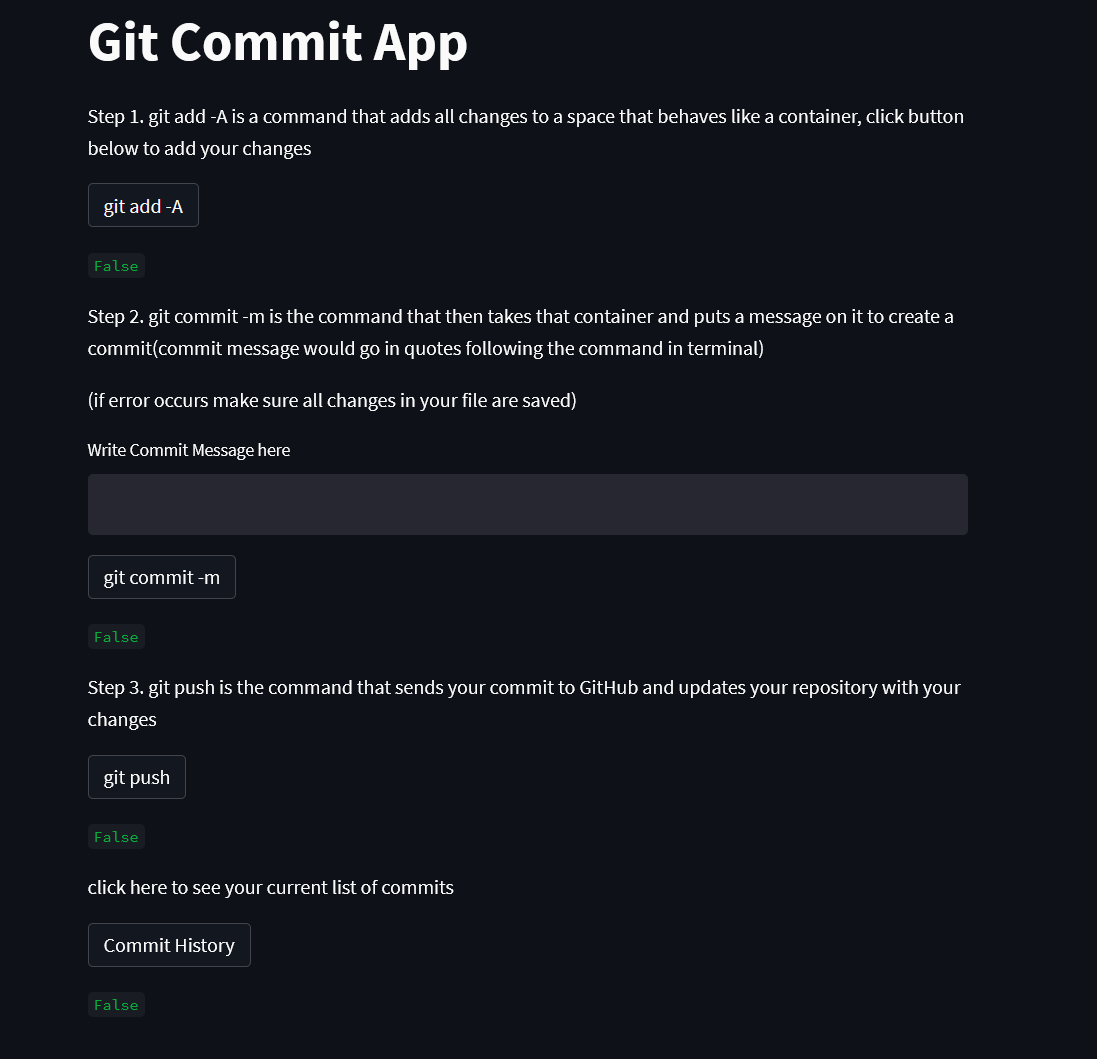 Git Commit App
Step 1. git add -A is a command that adds all changes to a space that behaves like a container, click button
below to add your changes
git add -A
False
Step 2. git commit -m is the command that then takes that container and puts a message on it to create a
commit(commit message would go in quotes following the command in terminal)
(if error occurs make sure all changes in your file are saved)
Write Commit Message here
git commit -m
False
Step 3. git push is the command that sends your commit to GitHub and updates your repository with your
changes
git push
False
click here to see your current list of commits
Commit History
False